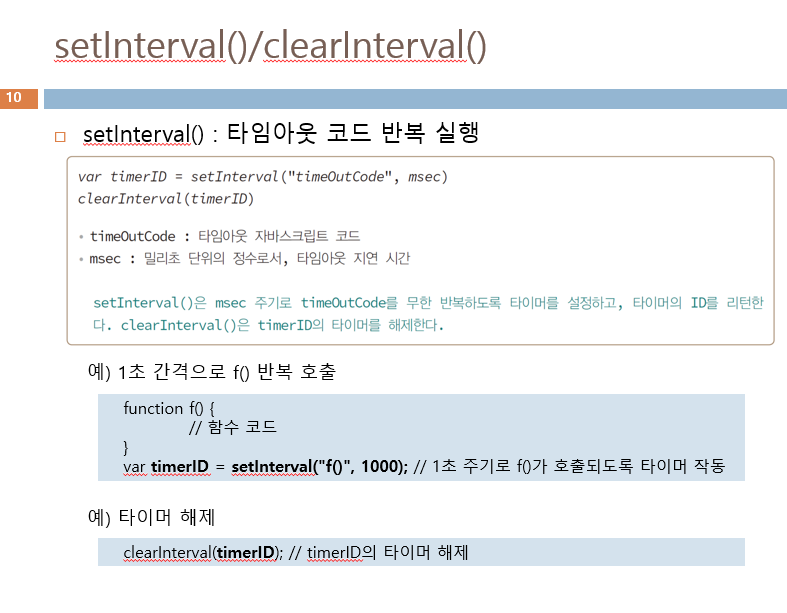 setInterval()/clearInterval()
10
setInterval() : 타임아웃 코드 반복 실행
var timerID = setInterval("timeOutCode", msec)
clearInterval(timerID)
• timeOutCode : 타임아웃 자바스크립트 코드
• msec : 밀리초 단위의 정수로서, 타임아웃 지연 시간
setInterval()은 msec 주기로 timeOutCode를 무한 반복하도록 타이머를 설정하고, 타이머의 ID를 리턴한
다. clearInterval()은 timerID의 타이머를 해제한다.
예) 1초 간격으로 f() 반복 호출
function f() {
// 함수 코드
}
var timerID = setInterval("f()", 1000); // 1초 주기로 f()가 호출되도록 타이머 작동
예) 타이머 해제
clearInterval(timerID); // timerID의 타이머 해제